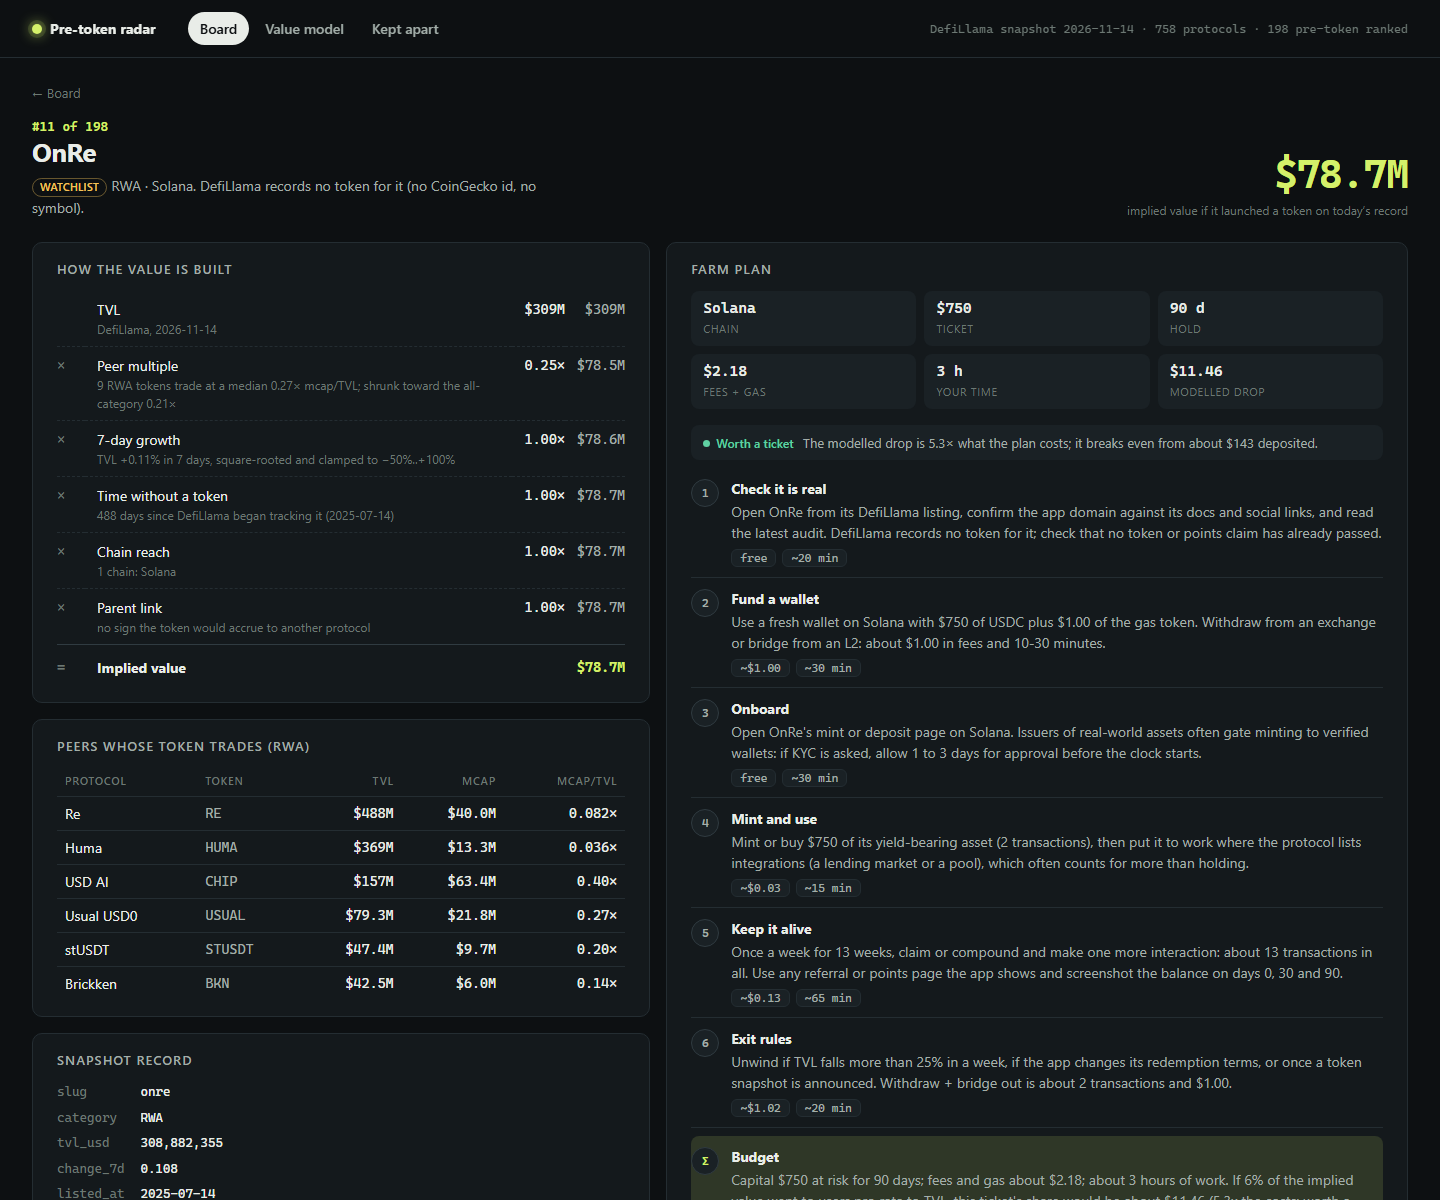 Pre-token radar
Board
Value model
Kept apart
DefiLlama snapshot 2026-11-14 · 758 protocols · 198 pre-token ranked
← Board
#11 of 198
OnRe
WATCHLIST RWA · Solana. DefiLlama records no token for it (no CoinGecko id, no
symbol).
$78.7M
implied value if it launched a token on today's record
HOW THE VALUE IS BUILT
TVL $309M $309M
DefiLlama, 2026-11-14
× Peer multiple 0.25× $78.5M
9 RWA tokens trade at a median 0.27× mcap/TVL; shrunk toward the all-
category 0.21×
× 7-day growth 1.00× $78.6M
TVL +0.11% in 7 days, square-rooted and clamped to −50%..+100%
× Time without a token 1.00× $78.7M
488 days since DefiLlama began tracking it (2025-07-14)
× Chain reach 1.00× $78.7M
1 chain: Solana
× Parent link 1.00× $78.7M
no sign the token would accrue to another protocol
= Implied value $78.7M
PEERS WHOSE TOKEN TRADES (RWA)
PROTOCOL TOKEN TVL MCAP MCAP/TVL
Re RE $488M $40.0M 0.082×
Huma HUMA $369M $13.3M 0.036×
USD AI CHIP $157M $63.4M 0.40×
Usual USD0 USUAL $79.3M $21.8M 0.27×
stUSDT STUSDT $47.4M $9.7M 0.20×
Brickken BKN $42.5M $6.0M 0.14×
SNAPSHOT RECORD
slug onre
category RWA
tvl_usd 308,882,355
change_7d 0.108
listed_at 2025-07-14
FARM PLAN
Solana
CHAIN
$750
TICKET
90 d
HOLD
$2.18
FEES + GAS
3 h
YOUR TIME
$11.46
MODELLED DROP
Worth a ticket The modelled drop is 5.3× what the plan costs; it breaks even from about $143 deposited.
1 Check it is real
Open OnRe from its DefiLlama listing, confirm the app domain against its docs and social links, and read
the latest audit. DefiLlama records no token for it; check that no token or points claim has already passed.
free ~20 min
2 Fund a wallet
Use a fresh wallet on Solana with $750 of USDC plus $1.00 of the gas token. Withdraw from an exchange
or bridge from an L2: about $1.00 in fees and 10-30 minutes.
~$1.00 ~30 min
3 Onboard
Open OnRe's mint or deposit page on Solana. Issuers of real-world assets often gate minting to verified
wallets: if KYC is asked, allow 1 to 3 days for approval before the clock starts.
free ~30 min
4 Mint and use
Mint or buy $750 of its yield-bearing asset (2 transactions), then put it to work where the protocol lists
integrations (a lending market or a pool), which often counts for more than holding.
~$0.03 ~15 min
5 Keep it alive
Once a week for 13 weeks, claim or compound and make one more interaction: about 13 transactions in
all. Use any referral or points page the app shows and screenshot the balance on days 0, 30 and 90.
~$0.13 ~65 min
6 Exit rules
Unwind if TVL falls more than 25% in a week, if the app changes its redemption terms, or once a token
snapshot is announced. Withdraw + bridge out is about 2 transactions and $1.00.
~$1.02 ~20 min
Σ Budget
Capital $750 at risk for 90 days; fees and gas about $2.18; about 3 hours of work. If 6% of the implied